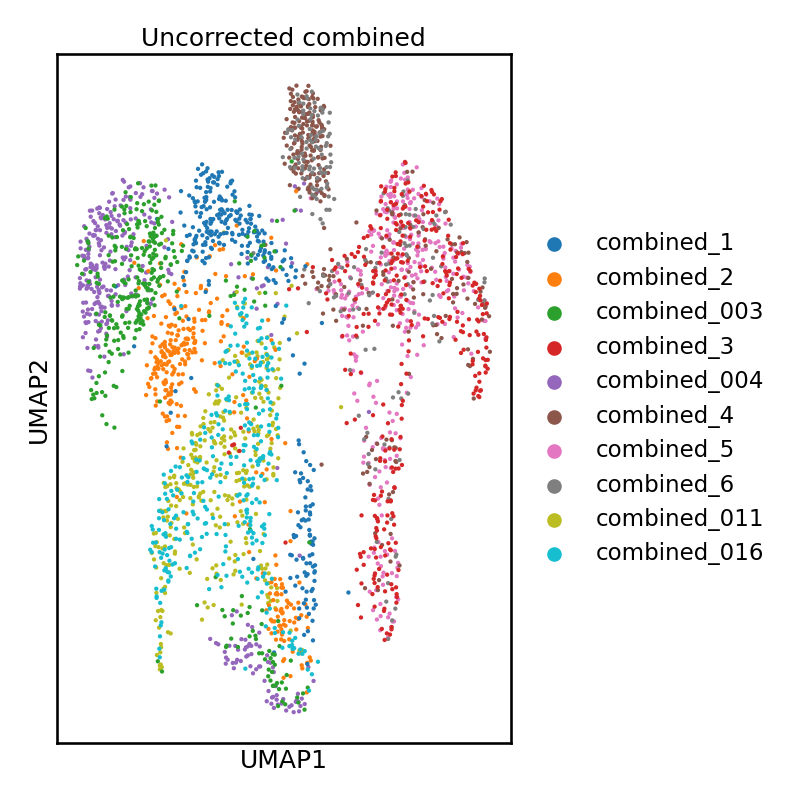 Uncorrected combined
combined_1
combined_2
combined_003
combined_3
combined_004
combined_4
combined_5
combined_6
combined_011
combined_016
UMAP2
UMAP1